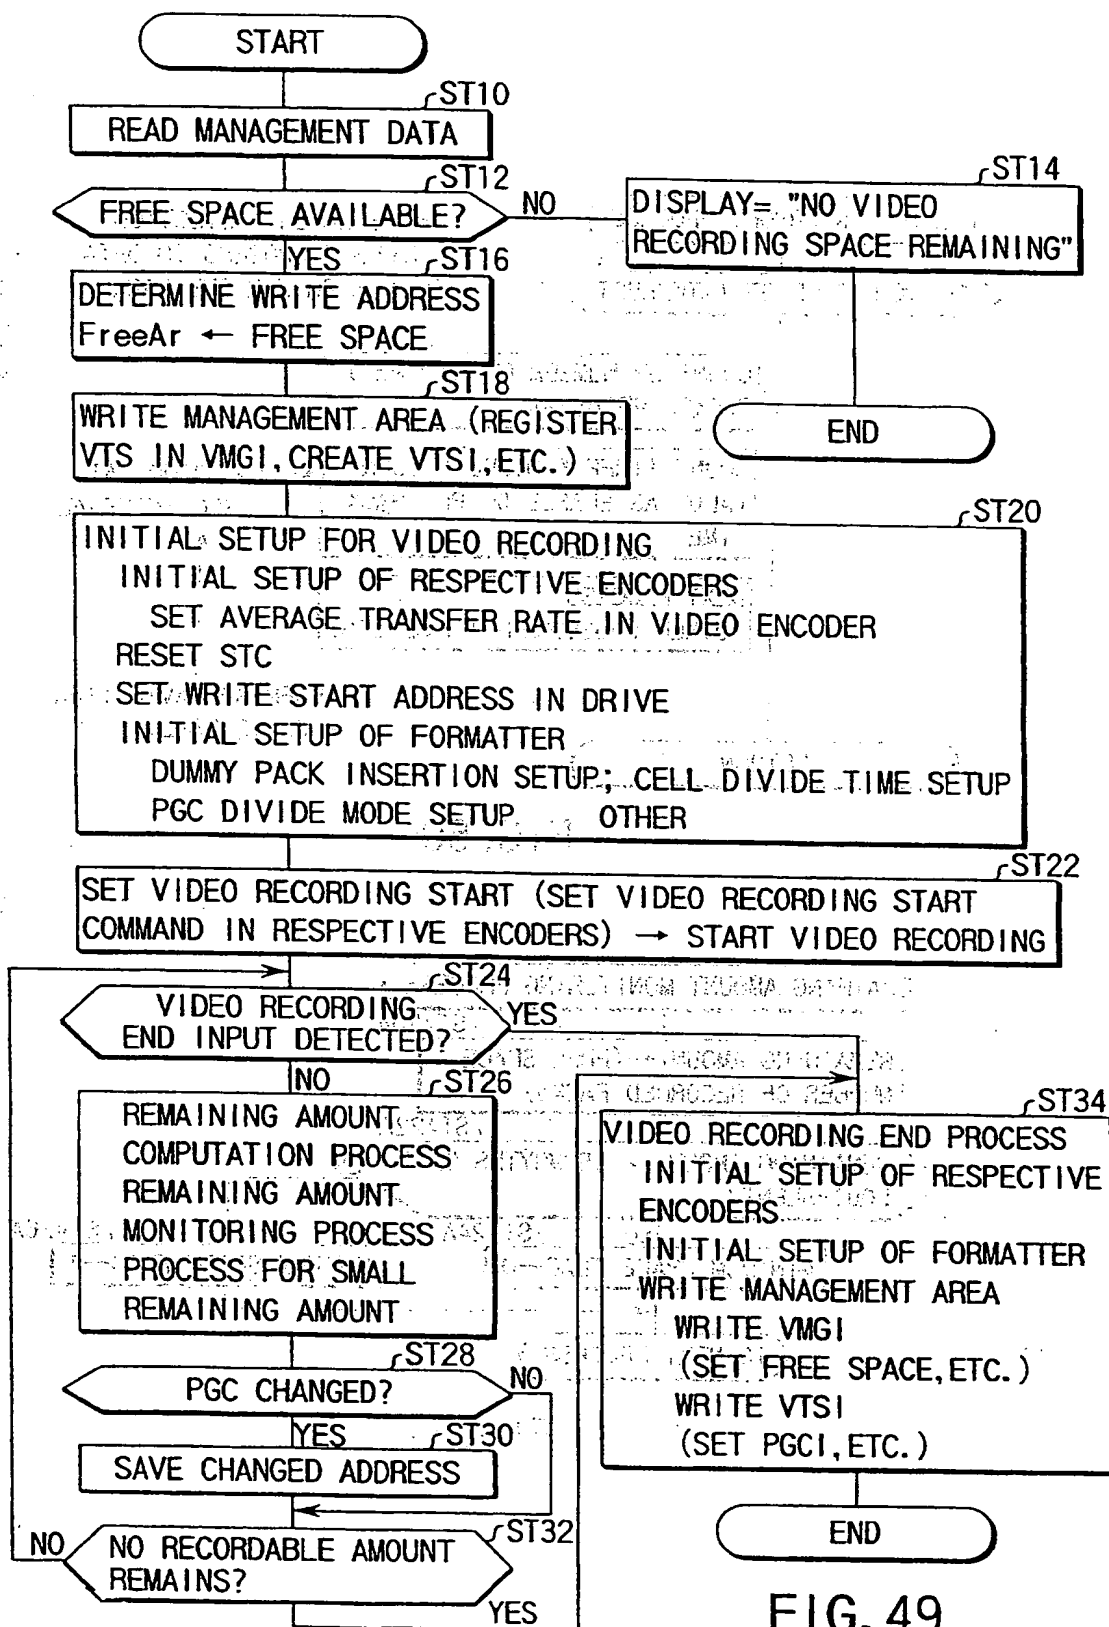 START
ST10
READ MANAGEMENT DATA
ST12
FREE SPACE AVAILABLE?
NO
ST14
DISPLAY= "NO VIDEO
RECORDING SPACE REMAINING"
END
YES
ST16
DETERMINE WRITE ADDRESS
FreeAr ← FREE SPACE
ST18
WRITE MANAGEMENT AREA (REGISTER
VTS IN VMGI, CREATE VTSI, ETC.)
ST20
INITIAL SETUP FOR VIDEO RECORDING
INITIAL SETUP OF RESPECTIVE ENCODERS
SET AVERAGE TRANSFER RATE IN VIDEO ENCODER
RESET STC
SET WRITE START ADDRESS IN DRIVE
INITIAL SETUP OF FORMATTER
DUMMY PACK INSERTION SETUP; CELL DIVIDE TIME SETUP
PGC DIVIDE MODE SETUP OTHER
ST22
SET VIDEO RECORDING START (SET VIDEO RECORDING START
COMMAND IN RESPECTIVE ENCODERS) → START VIDEO RECORDING
ST24
VIDEO RECORDING
END INPUT DETECTED?
YES
NO
ST26
REMAINING AMOUNT
COMPUTATION PROCESS
REMAINING AMOUNT
MONITORING PROCESS
PROCESS FOR SMALL
REMAINING AMOUNT
ST28
PGC CHANGED?
NO
YES
ST30
SAVE CHANGED ADDRESS
ST32
NO
NO RECORDABLE AMOUNT
REMAINS?
YES
ST34
VIDEO RECORDING END PROCESS
INITIAL SETUP OF RESPECTIVE
ENCODERS
INITIAL SETUP OF FORMATTER
WRITE MANAGEMENT AREA
WRITE VMGI
(SET FREE SPACE, ETC.)
WRITE VTSI
(SET PGCI, ETC.)
END
FIG. 49